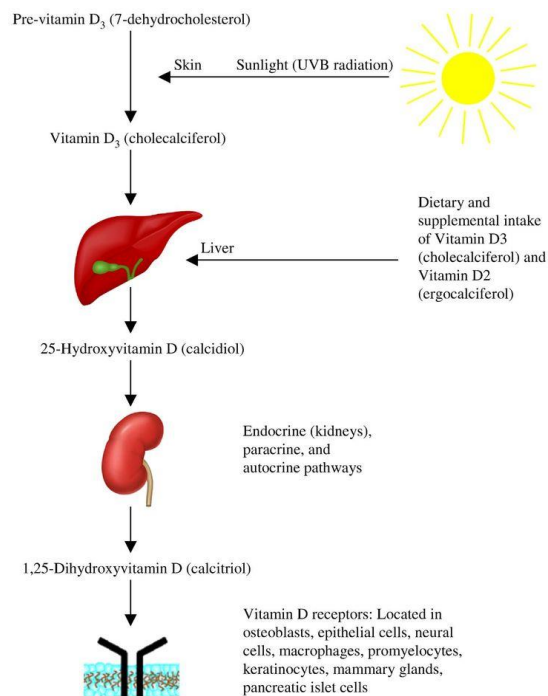 Pre-vitamin D3 (7-dehydrocholesterol)
Skin
Sunlight (UVB radiation)
Vitamin D3 (cholecalciferol)
Dietary and
supplemental intake
of Vitamin D3
(cholecalciferol) and
Vitamin D2
(ergocalciferol)
Liver
25-Hydroxyvitamin D (calcidiol)
Endocrine (kidneys),
paracrine, and
autocrine pathways
1,25-Dihydroxyvitamin D (calcitriol)
Vitamin D receptors: Located in
osteoblasts, epithelial cells, neural
cells, macrophages, promyelocytes,
keratinocytes, mammary glands,
pancreatic islet cells